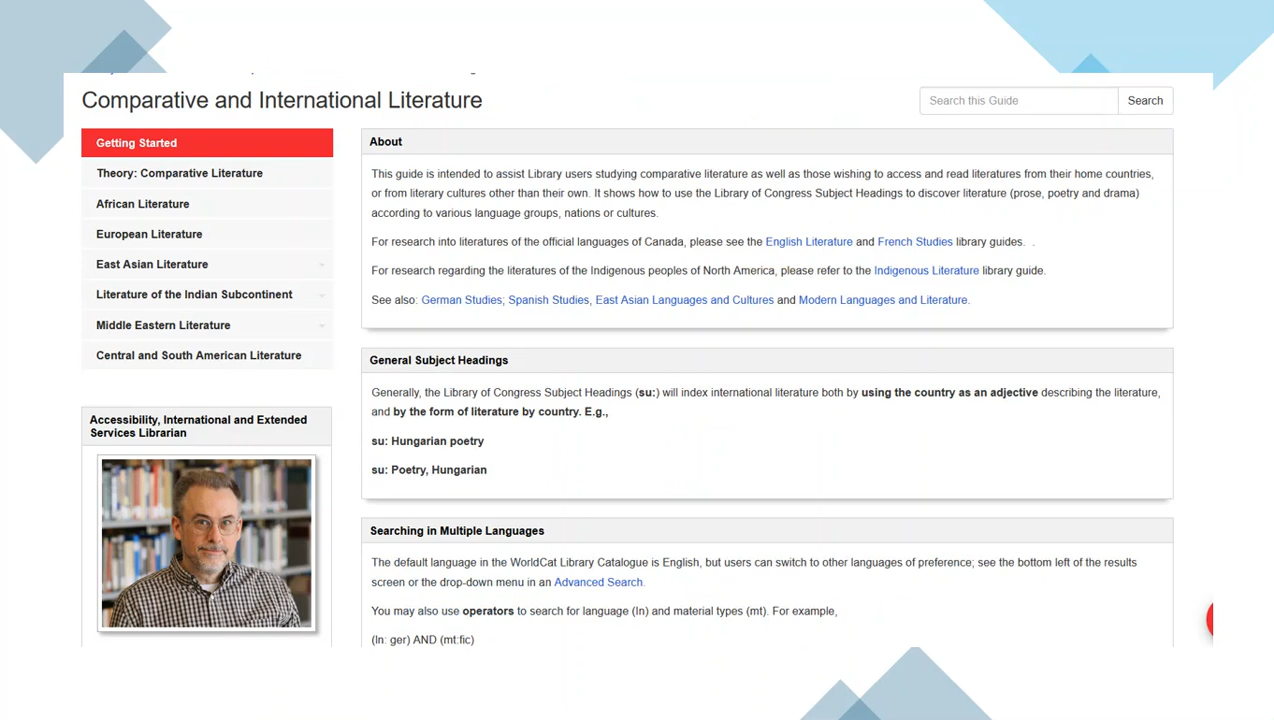 Comparative and International Literature
Search this Guide
Search
Getting Started
Theory: Comparative Literature
African Literature
European Literature
East Asian Literature
Literature of the Indian Subcontinent
Middle Eastern Literature
Central and South American Literature
Accessibility, International and Extended
Services Librarian
About
This guide is intended to assist Library users studying comparative literature as well as those wishing to access and read literatures from their home countries,
or from literary cultures other than their own. It shows how to use the Library of Congress Subject Headings to discover literature (prose, poetry and drama)
according to various language groups, nations or cultures.
For research into literatures of the official languages of Canada, please see the English Literature and French Studies library guides. .
For research regarding the literatures of the Indigenous peoples of North America, please refer to the Indigenous Literature library guide.
See also: German Studies; Spanish Studies, East Asian Languages and Cultures and Modern Languages and Literature.
General Subject Headings
Generally, the Library of Congress Subject Headings (su:) will index international literature both by using the country as an adjective describing the literature,
and by the form of literature by country. E.g.,
su: Hungarian poetry
su: Poetry, Hungarian
Searching in Multiple Languages
The default language in the WorldCat Library Catalogue is English, but users can switch to other languages of preference; see the bottom left of the results
screen or the drop-down menu in an Advanced Search.
You may also use operators to search for language (ln) and material types (mt). For example,
(ln: ger) AND (mt:fic)